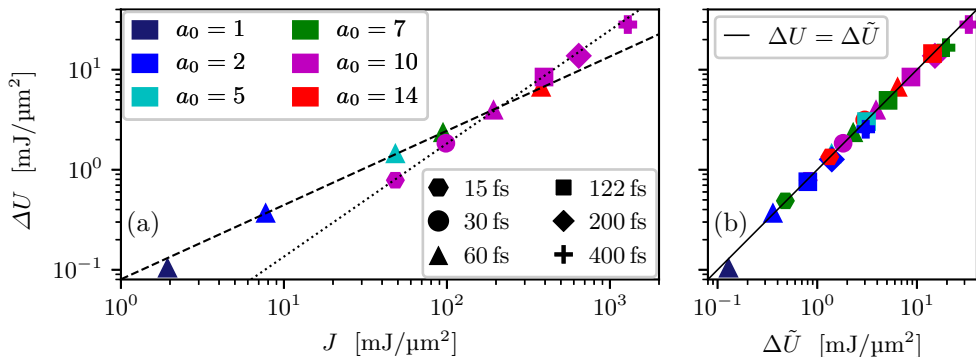 a₀ = 1
a₀ = 2
a₀ = 5
a₀ = 7
a₀ = 10
a₀ = 14
ΔU [mJ/µm²]
10¹
10⁰
10⁻¹
(a)
15 fs
30 fs
60 fs
122 fs
200 fs
400 fs
10⁰ 10¹ 10² 10³
J [mJ/µm²]
ΔU = ΔŨ
(b)
10⁻¹ 10⁰ 10¹
ΔŨ [mJ/µm²]